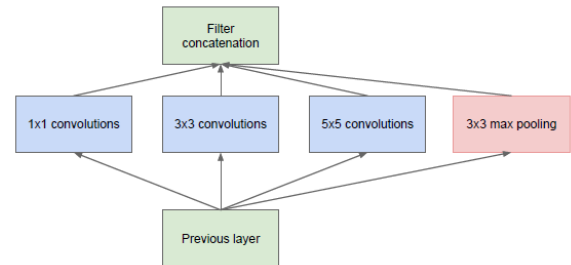 Filter
concatenation
1x1 convolutions
3x3 convolutions
5x5 convolutions
3x3 max pooling
Previous layer